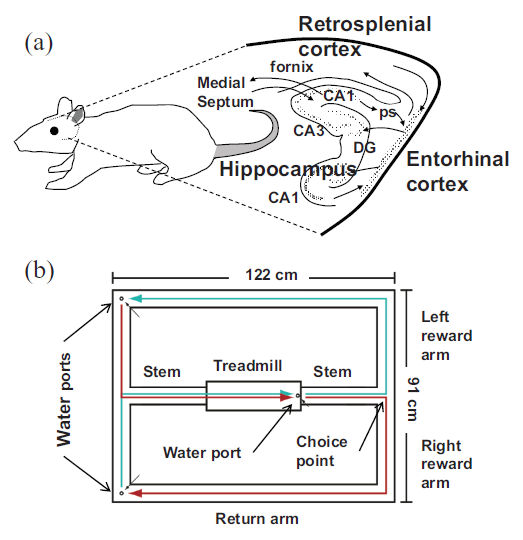 (a)
Retrosplenial
cortex
fornix
Medial
Septum
CA1
ps
CA3
DG
Hippocampus
Entorhinal
cortex
CA1
(b)
122 cm
Water ports
Left
reward
arm
Stem
Treadmill
Stem
91 cm
Water port
Choice
point
Right
reward
arm
Return arm